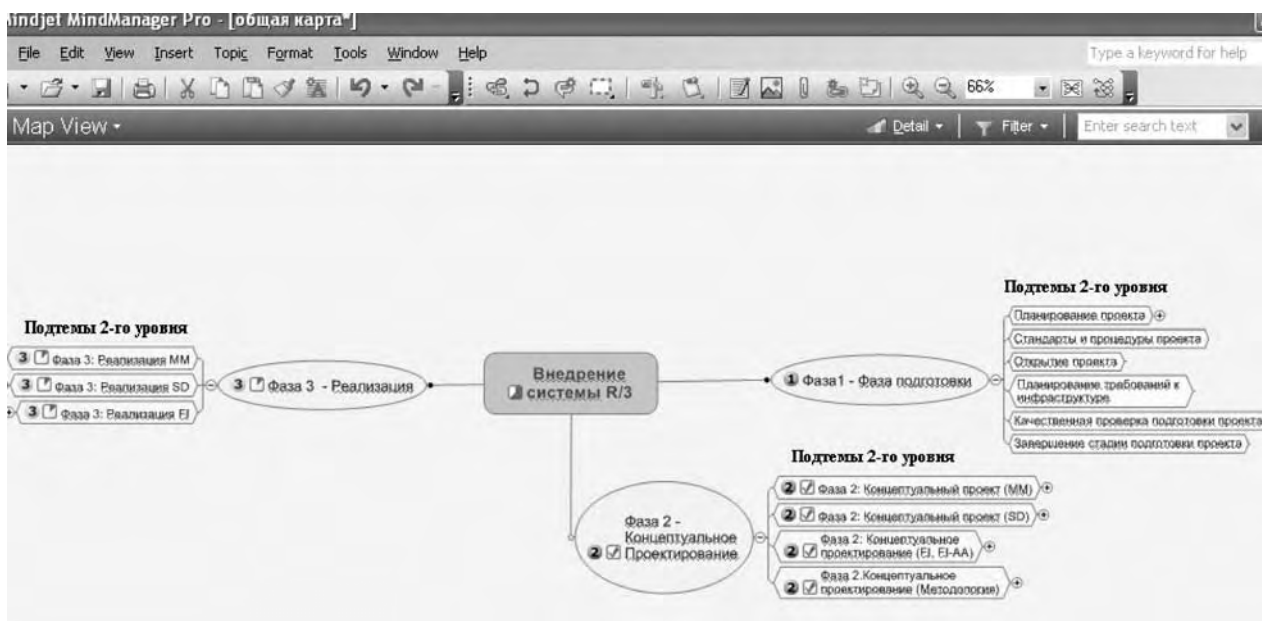 Mindjet MindManager Pro - [общая карта*]
File Edit View Insert Topic Format Tools Window Help
Type a keyword for help
66%
Map View
Detail
Filter
Enter search text
Подтемы 2-го уровня
3 Фаза 3: Реализация MM
3 Фаза 3: Реализация SD
3 Фаза 3: Реализация FI
3 Фаза 3 - Реализация
Внедрение
системы R/3
1 Фаза1 - Фаза подготовки
Подтемы 2-го уровня
Планирование проекта
Стандарты и процедуры проекта
Открытие проекта
Планирование требований к
инфраструктуре
Качественная проверка подготовки проекта
Завершение стадии подготовки проекта
Фаза 2 -
Концептуальное
2 Проектирование
Подтемы 2-го уровня
2 Фаза 2: Концептуальный проект (MM)
2 Фаза 2: Концептуальный проект (SD)
Фаза 2: Концептуальное
2 проектирование (FI, FI-AA)
Фаза 2.Концептуальное
2 проектирование (Методология)